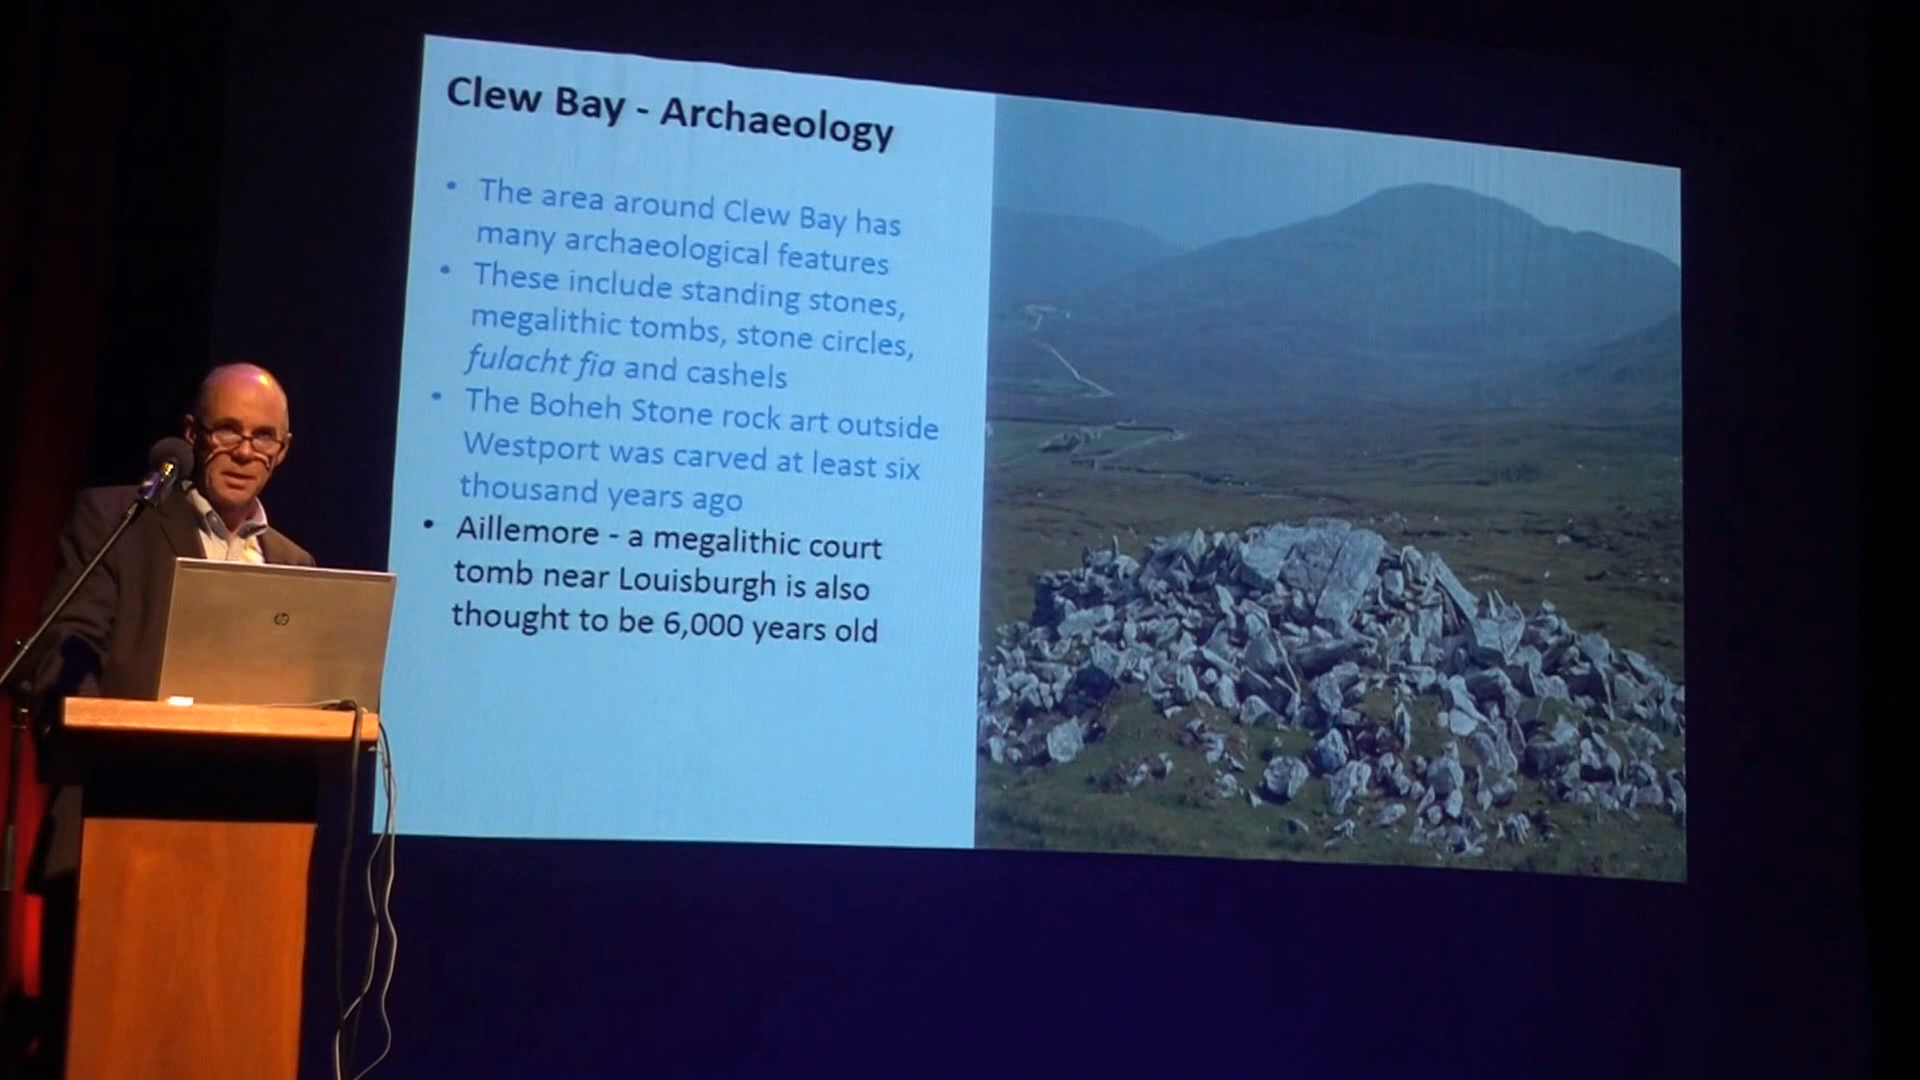 Clew Bay - Archaeology
• The area around Clew Bay has
many archaeological features
• These include standing stones,
megalithic tombs, stone circles,
fulacht fia and cashels
• The Boheh Stone rock art outside
Westport was carved at least six
thousand years ago
• Aillemore - a megalithic court
tomb near Louisburgh is also
thought to be 6,000 years old
hp